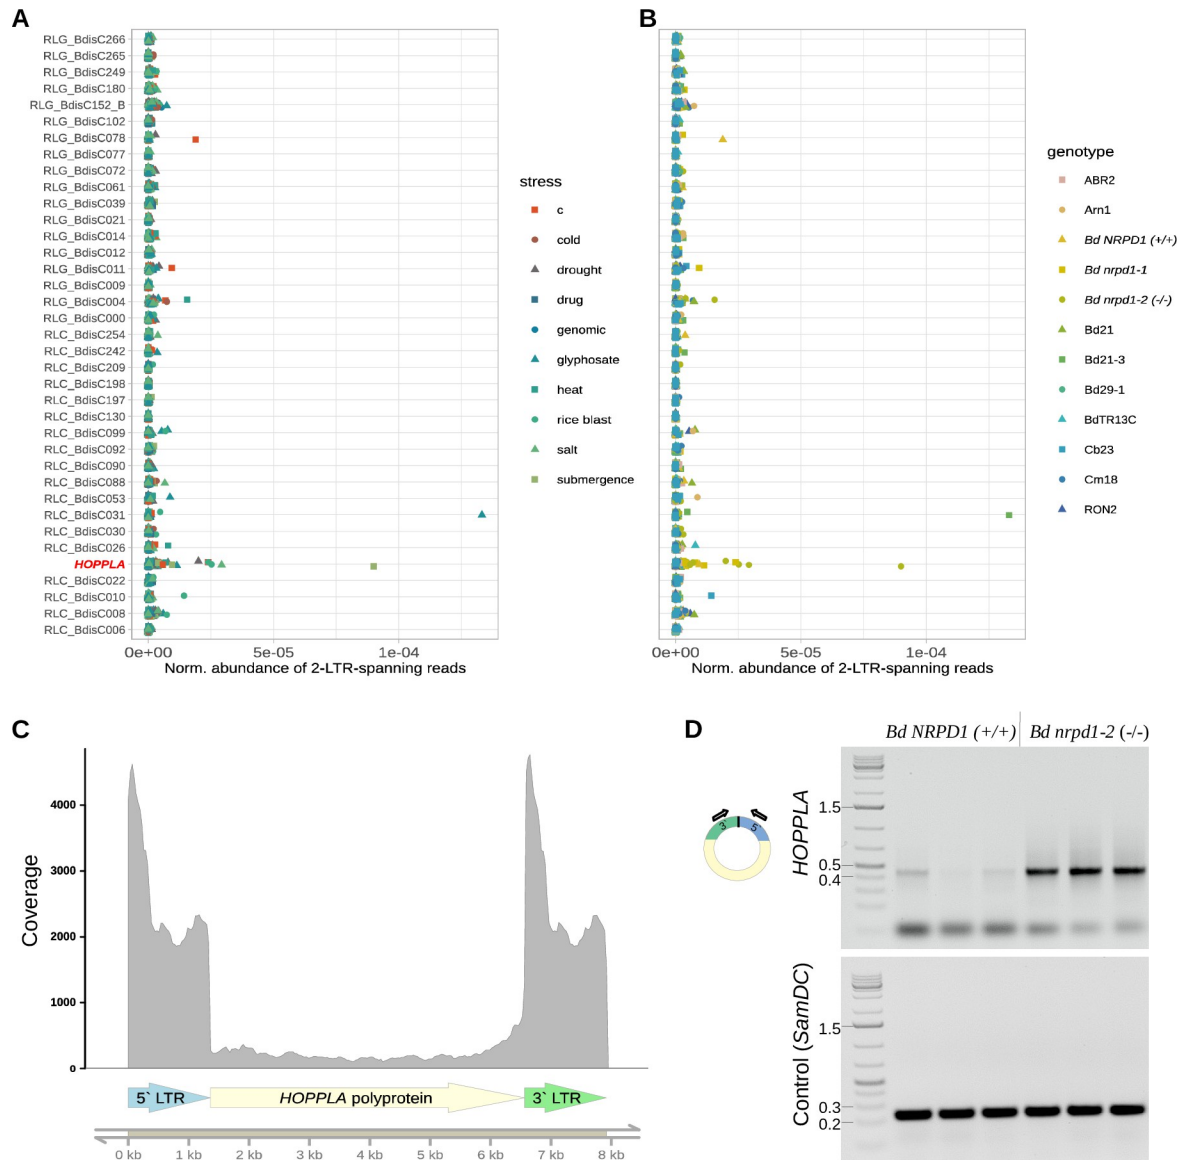 A
RLG_BdisC266
RLG_BdisC265
RLG_BdisC249
RLG_BdisC180
RLG_BdisC152_B
RLG_BdisC102
RLG_BdisC078
RLG_BdisC077
RLG_BdisC072
RLG_BdisC061
RLG_BdisC039
RLG_BdisC021
RLG_BdisC014
RLG_BdisC012
RLG_BdisC011
RLG_BdisC009
RLG_BdisC004
RLG_BdisC000
RLC_BdisC254
RLC_BdisC242
RLC_BdisC209
RLC_BdisC198
RLC_BdisC197
RLC_BdisC130
RLC_BdisC099
RLC_BdisC092
RLC_BdisC090
RLC_BdisC088
RLC_BdisC053
RLC_BdisC031
RLC_BdisC030
RLC_BdisC026
HOPPLA
RLC_BdisC022
RLC_BdisC010
RLC_BdisC008
RLC_BdisC006
0e+00 5e-05 1e-04
Norm. abundance of 2-LTR-spanning reads
stress
c
cold
drought
drug
genomic
glyphosate
heat
rice blast
salt
submergence
B
0e+00 5e-05 1e-04
Norm. abundance of 2-LTR-spanning reads
genotype
ABR2
Arn1
Bd NRPD1 (+/+)
Bd nrpd1-1
Bd nrpd1-2 (-/-)
Bd21
Bd21-3
Bd29-1
BdTR13C
Cb23
Cm18
RON2
C
Coverage
4000
3000
2000
1000
0
5` LTR HOPPLA polyprotein 3` LTR
0 kb 1 kb 2 kb 3 kb 4 kb 5 kb 6 kb 7 kb 8 kb
D
Bd NRPD1 (+/+) Bd nrpd1-2 (-/-)
3` 5`
HOPPLA
1.5
0.5
0.4
Control (SamDC)
1.5
0.3
0.2